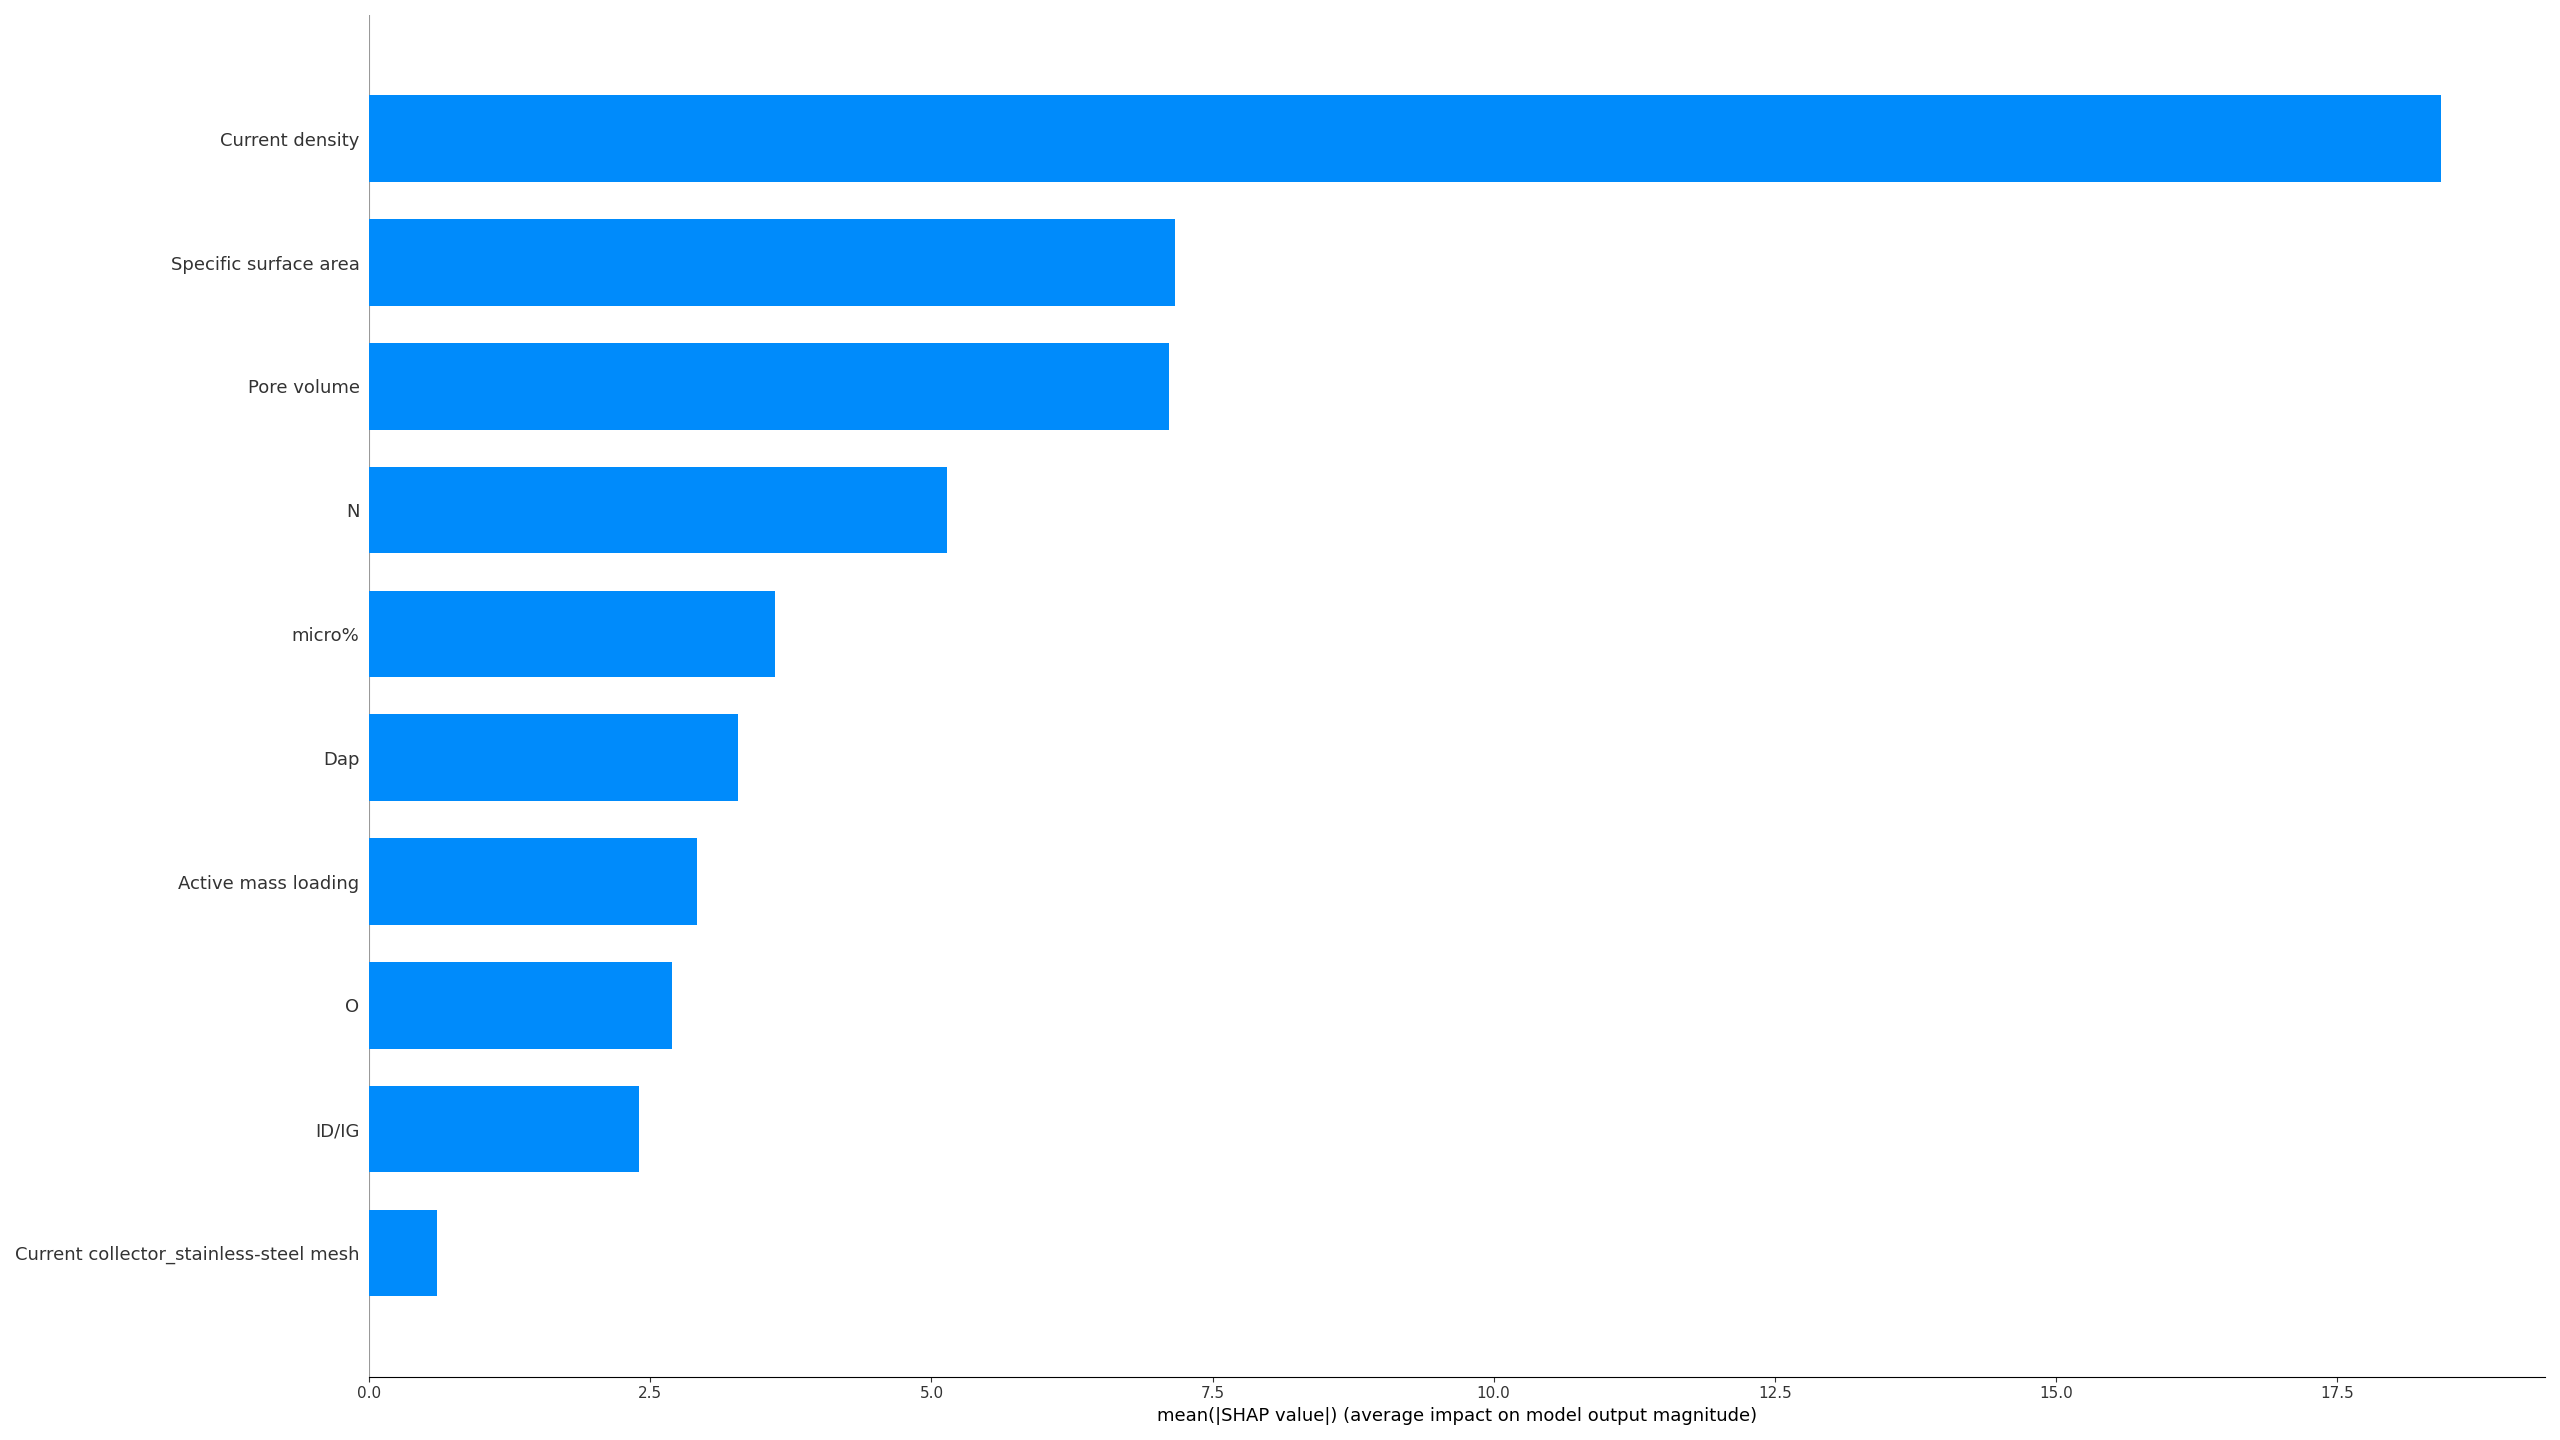 Current density
Specific surface area
Pore volume
N
micro%
Dap
Active mass loading
O
ID/IG
Current collector_stainless-steel mesh
0.0 2.5 5.0 7.5 10.0 12.5 15.0 17.5
mean(|SHAP value|) (average impact on model output magnitude)